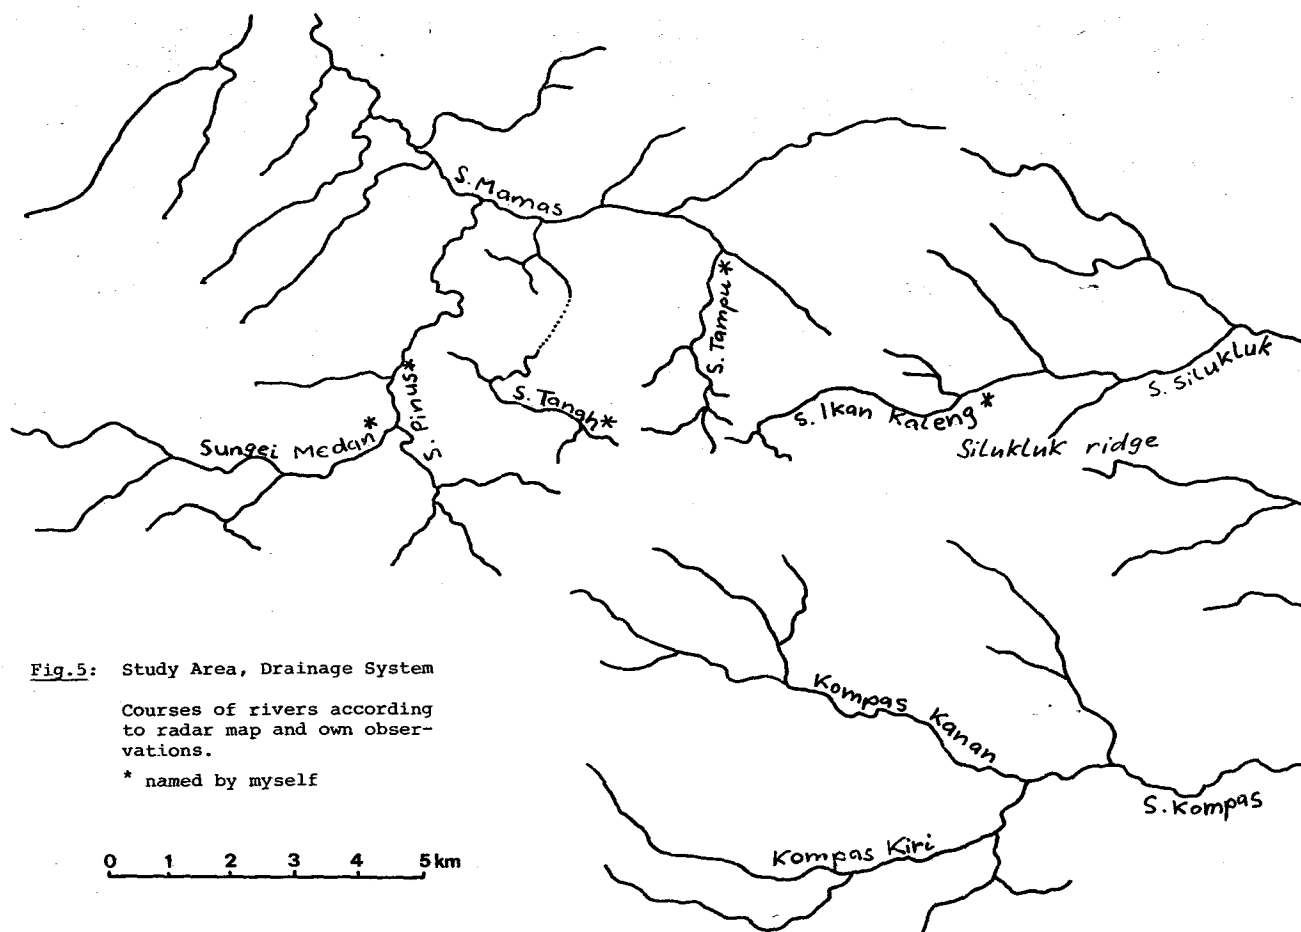 S. Mamas
S. Tampu*
S. Pinus*
S. Tangh*
S. Silukluk
S. Ikan Kaleng*
Sungei Medan*
Silukluk ridge
Kompas Kanan
S. Kompas
Kompas Kiri
Fig.5: Study Area, Drainage System
Courses of rivers according
to radar map and own obser-
vations.
* named by myself
0 1 2 3 4 5 km